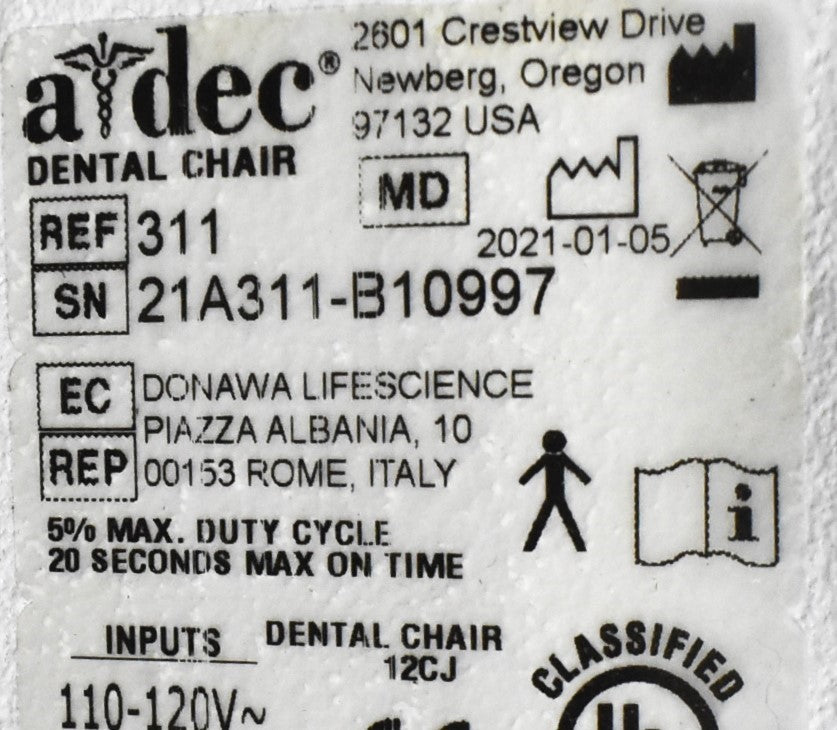 a dec®
2601 Crestview Drive
Newberg, Oregon
97132 USA
DENTAL CHAIR
MD
REF 311
2021-01-05
SN 21A311-B10997
EC DONAWA LIFESCIENCE
PIAZZA ALBANIA, 10
REP 00153 ROME, ITALY
i
5% MAX. DUTY CYCLE
20 SECONDS MAX ON TIME
INPUTS
DENTAL CHAIR
12CJ
110-120V~
CLASSIFIED